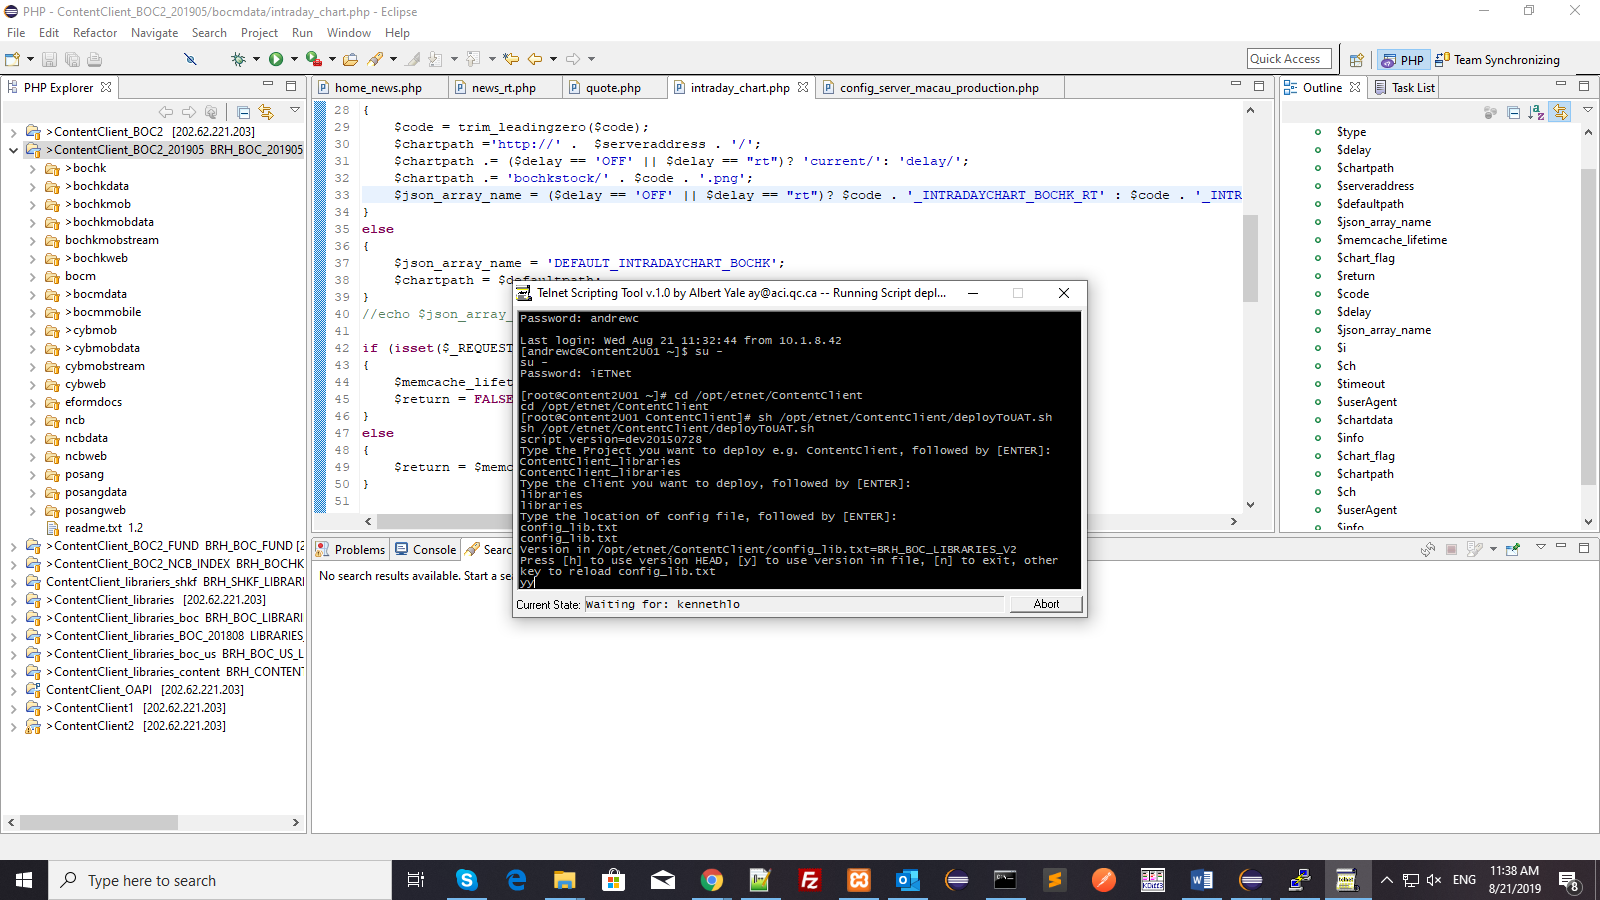 PHP - ContentClient_BOC2_201905/bocmdata/intraday_chart.php - Eclipse
File Edit Refactor Navigate Search Project Run Window Help
Quick Access
PHP
Team Synchronizing
PHP Explorer
>ContentClient_BOC2 [202.62.221.203]
>ContentClient_BOC2_201905 BRH_BOC_201905
>bochk
>bochkdata
>bochkmob
>bochkmobdata
bochkmobstream
>bochkweb
bocm
>bocmdata
>bocmmobile
>cybmob
>cybmobdata
cybmobstream
cybweb
eformdocs
ncb
ncbdata
ncbweb
posang
posangdata
posangweb
readme.txt 1.2
>ContentClient_BOC2_FUND BRH_BOC_FUND [2
>ContentClient_BOC2_NCB_INDEX BRH_BOCHK
ContentClient_librariers_shkf BRH_SHKF_LIBRARI
>ContentClient_libraries [202.62.221.203]
>ContentClient_libraries_boc BRH_BOC_LIBRARI
>ContentClient_libraries_BOC_201808 LIBRARIES_
>ContentClient_libraries_boc_us BRH_BOC_US_L
>ContentClient_libraries_content BRH_CONTENT
ContentClient_OAPI [202.62.221.203]
>ContentClient1 [202.62.221.203]
>ContentClient2 [202.62.221.203]
home_news.php
news_rt.php
quote.php
intraday_chart.php
config_server_macau_production.php
28 {
29 $code = trim_leadingzero($code);
30 $chartpath ='http://' . $serveraddress . '/';
31 $chartpath .= ($delay == 'OFF' || $delay == "rt")? 'current/': 'delay/';
32 $chartpath .= 'bochkstock/' . $code . '.png';
33 $json_array_name = ($delay == 'OFF' || $delay == "rt")? $code . '_INTRADAYCHART_BOCHK_RT' : $code . '_INTR
34 }
35 else
36 {
37 $json_array_name = 'DEFAULT_INTRADAYCHART_BOCHK';
38 $chartpath = $defaultpath;
39 }
40 //echo $json_array_
41
42 if (isset($_REQUEST
43 {
44 $memcache_lifet
45 $return = FALSE
46 }
47 else
48 {
49 $return = $memc
50 }
51
Telnet Scripting Tool v.1.0 by Albert Yale ay@aci.qc.ca -- Running Script depl...
Password: andrewc
Last login: Wed Aug 21 11:32:44 from 10.1.8.42
[andrewc@Content2U01 ~]$ su -
su -
Password: iETNet
[root@Content2U01 ~]# cd /opt/etnet/ContentClient
cd /opt/etnet/ContentClient
[root@Content2U01 ContentClient]# sh /opt/etnet/ContentClient/deployToUAT.sh
sh /opt/etnet/ContentClient/deployToUAT.sh
script version=dev20150728
Type the Project you want to deploy e.g. ContentClient, followed by [ENTER]:
ContentClient_libraries
ContentClient_libraries
Type the client you want to deploy, followed by [ENTER]:
libraries
libraries
Type the location of config file, followed by [ENTER]:
config_lib.txt
config_lib.txt
Version in /opt/etnet/ContentClient/config_lib.txt=BRH_BOC_LIBRARIES_V2
Press [h] to use version HEAD, [y] to use version in file, [n] to exit, other
key to reload config_lib.txt
yy
Current State: Waiting for: kennethlo
Abort
Problems
Console
Searc
No search results available. Start a sea
Outline
Task List
$type
$delay
$chartpath
$serveraddress
$defaultpath
$json_array_name
$memcache_lifetime
$chart_flag
$return
$code
$delay
$json_array_name
$i
$ch
$timeout
$userAgent
$chartdata
$info
$chart_flag
$chartpath
$ch
$userAgent
$info
Type here to search
ENG
11:38 AM
8/21/2019
8